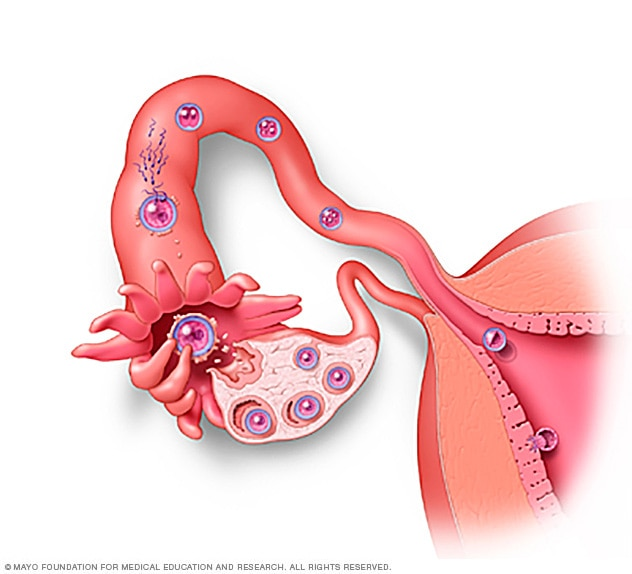 © MAYO FOUNDATION FOR MEDICAL EDUCATION AND RESEARCH. ALL RIGHTS RESERVED.